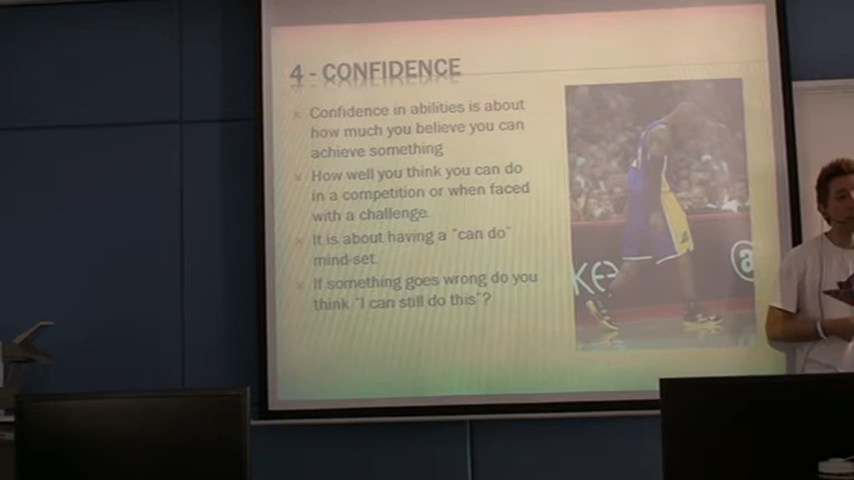 4 - CONFIDENCE
Confidence in abilities is about
how much you believe you can
achieve something
How well you think you can do
in a competition or when faced
with a challenge.
It is about having a "can do"
mind-set.
If something goes wrong do you
think "I can still do this"?
KE
@